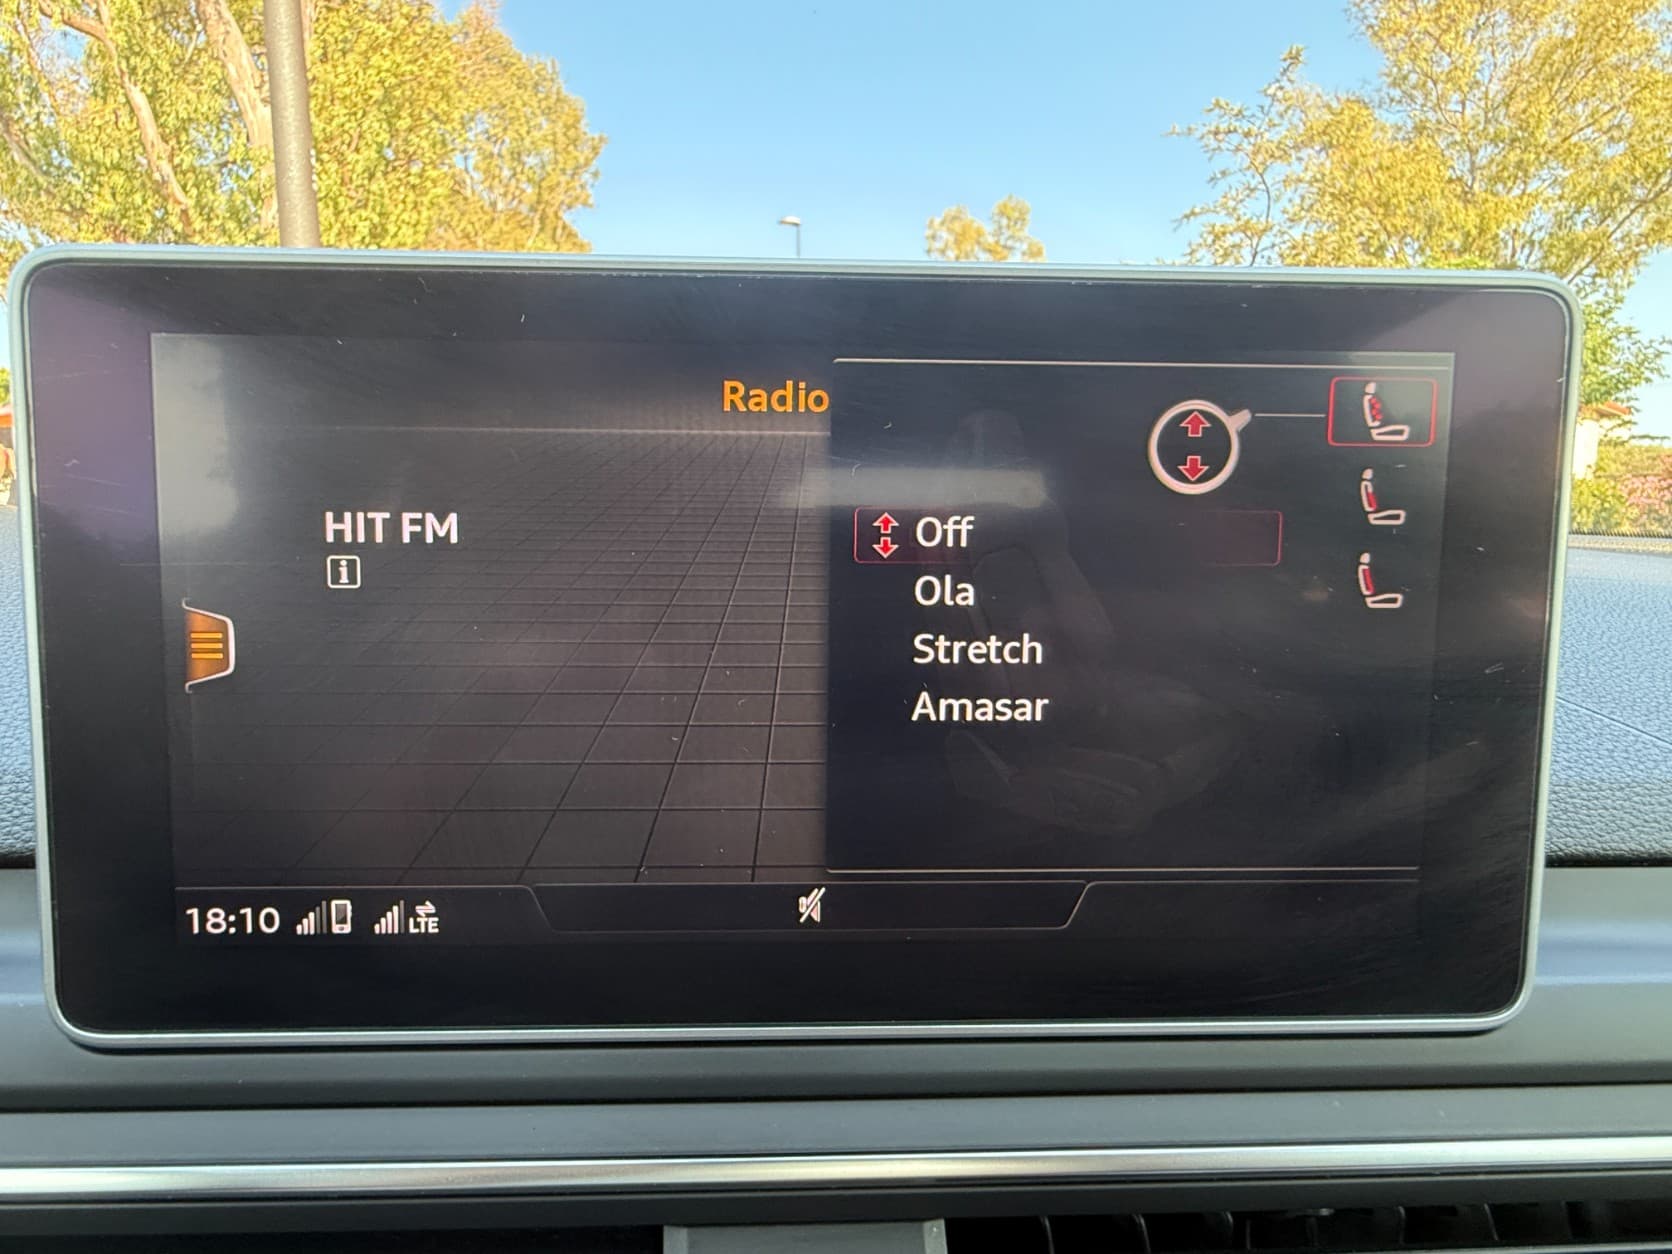 Radio
HIT FM
i
Off
Ola
Stretch
Amasar
18:10
LTE